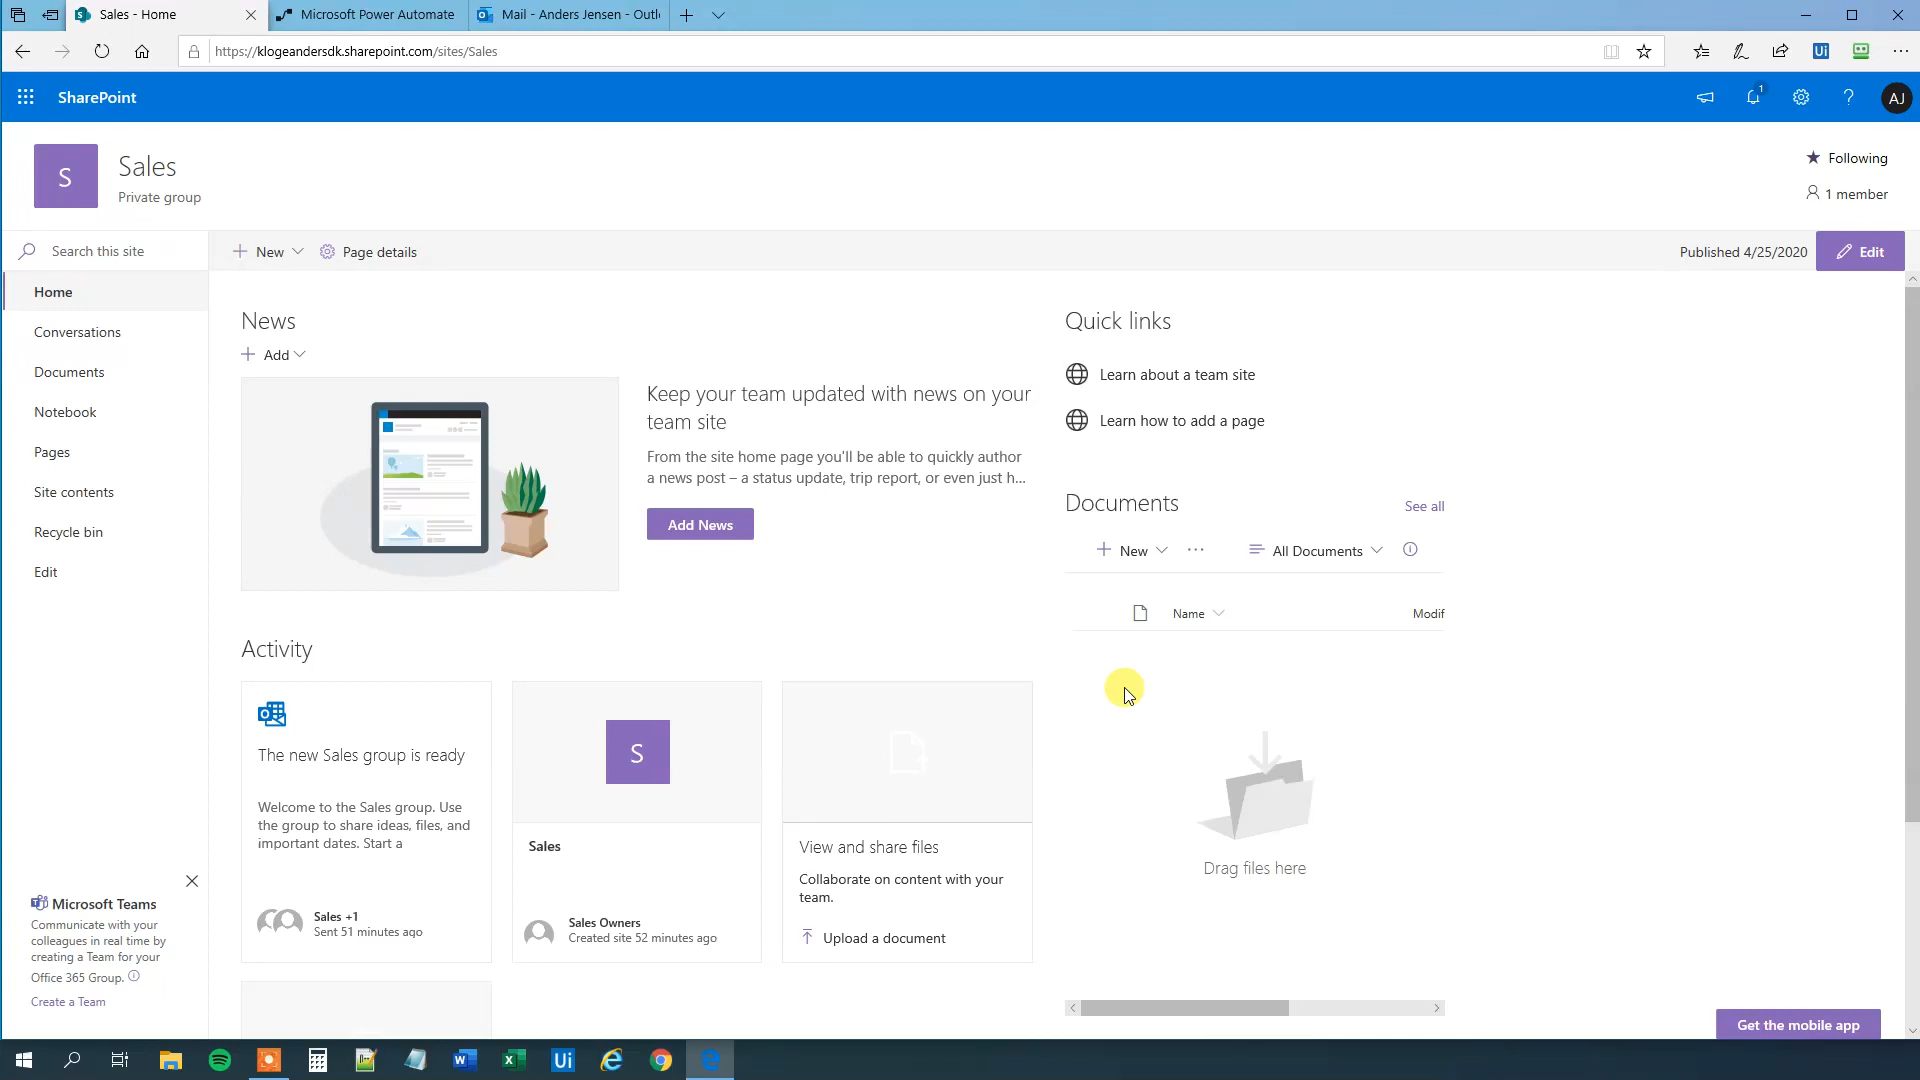 Sales - Home
Microsoft Power Automate
Mail - Anders Jensen - Outl
https://klogeandersdk.sharepoint.com/sites/Sales
SharePoint
1
AJ
S
Sales
Private group
Following
1 member
Search this site
New
Page details
Published 4/25/2020
Edit
Home
Conversations
Documents
Notebook
Pages
Site contents
Recycle bin
Edit
News
Add
Keep your team updated with news on your
team site
From the site home page you'll be able to quickly author
a news post – a status update, trip report, or even just h...
Add News
Quick links
Learn about a team site
Learn how to add a page
Documents
See all
New
All Documents
Name
Modif
Drag files here
Activity
The new Sales group is ready
Welcome to the Sales group. Use
the group to share ideas, files, and
important dates. Start a
Sales +1
Sent 51 minutes ago
S
Sales
Sales Owners
Created site 52 minutes ago
View and share files
Collaborate on content with your
team.
Upload a document
Microsoft Teams
Communicate with your
colleagues in real time by
creating a Team for your
Office 365 Group.
Create a Team
Get the mobile app